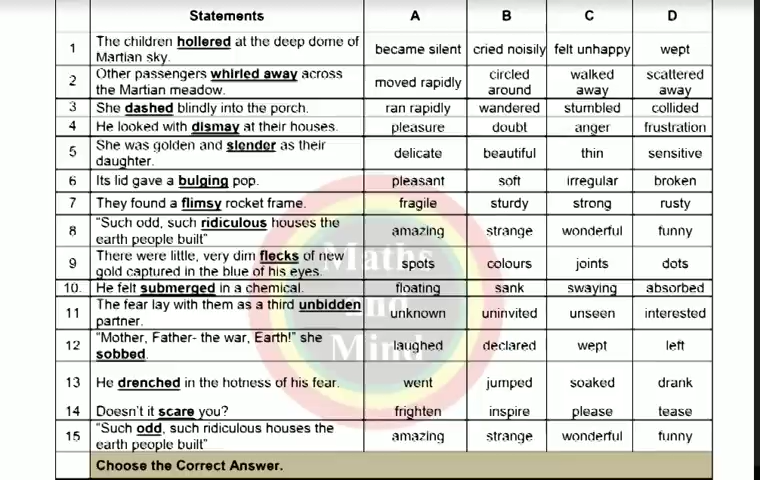 Statements A B C D
1 The children hollered at the deep dome of Martian sky. became silent cried noisily felt unhappy wept
2 Other passengers whirled away across the Martian meadow. moved rapidly circled around walked away scattered away
3 She dashed blindly into the porch. ran rapidly wandered stumbled collided
4 He looked with dismay at their houses. pleasure doubt anger frustration
5 She was golden and slender as their daughter. delicate beautiful thin sensitive
6 Its lid gave a bulging pop. pleasant soft irregular broken
7 They found a flimsy rocket frame. fragile sturdy strong rusty
8 “Such odd, such ridiculous houses the earth people built” amazing strange wonderful funny
9 There were little, very dim flecks of new gold captured in the blue of his eyes. spots colours joints dots
10. He felt submerged in a chemical. floating sank swaying absorbed
11 The fear lay with them as a third unbidden partner. unknown uninvited unseen interested
12 “Mother, Father- the war, Earth!” she sobbed. laughed declared wept left
13 He drenched in the hotness of his fear. went jumped soaked drank
14 Doesn’t it scare you? frighten inspire please tease
15 “Such odd, such ridiculous houses the earth people built” amazing strange wonderful funny
Choose the Correct Answer.
Maths
and
Mind